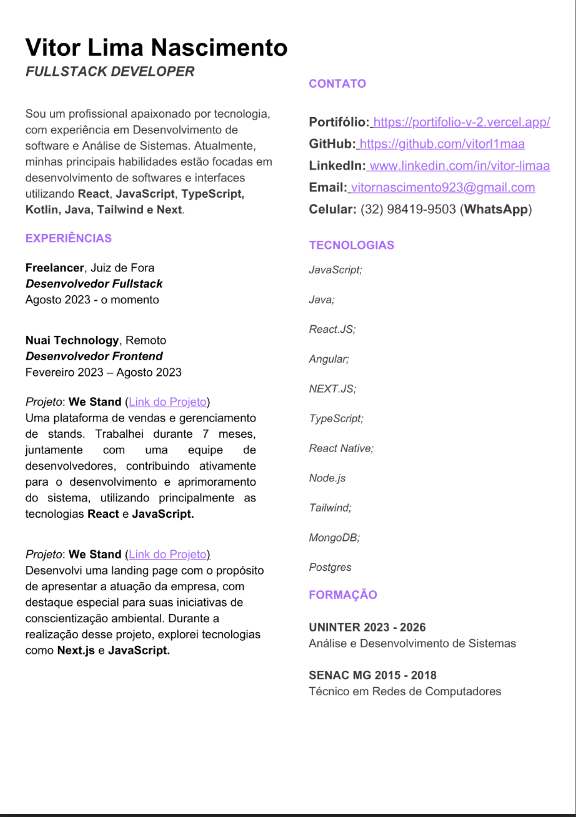 Vitor Lima Nascimento
FULLSTACK DEVELOPER
Sou um profissional apaixonado por tecnologia,
com experiência em Desenvolvimento de
software e Análise de Sistemas. Atualmente,
minhas principais habilidades estão focadas em
desenvolvimento de softwares e interfaces
utilizando React, JavaScript, TypeScript,
Kotlin, Java, Tailwind e Next.
EXPERIÊNCIAS
Freelancer, Juiz de Fora
Desenvolvedor Fullstack
Agosto 2023 - o momento
Nuai Technology, Remoto
Desenvolvedor Frontend
Fevereiro 2023 – Agosto 2023
Projeto: We Stand (Link do Projeto)
Uma plataforma de vendas e gerenciamento
de stands. Trabalhei durante 7 meses,
juntamente com uma equipe de
desenvolvedores, contribuindo ativamente
para o desenvolvimento e aprimoramento
do sistema, utilizando principalmente as
tecnologias React e JavaScript.
Projeto: We Stand (Link do Projeto)
Desenvolvi uma landing page com o propósito
de apresentar a atuação da empresa, com
destaque especial para suas iniciativas de
conscientização ambiental. Durante a
realização desse projeto, explorei tecnologias
como Next.js e JavaScript.
CONTATO
Portifólio: https://portifolio-v-2.vercel.app/
GitHub: https://github.com/vitorl1maa
LinkedIn: www.linkedin.com/in/vitor-limaa
Email: vitornascimento923@gmail.com
Celular: (32) 98419-9503 (WhatsApp)
TECNOLOGIAS
JavaScript;
Java;
React.JS;
Angular;
NEXT.JS;
TypeScript;
React Native;
Node.js
Tailwind;
MongoDB;
Postgres
FORMAÇÃO
UNINTER 2023 - 2026
Análise e Desenvolvimento de Sistemas
SENAC MG 2015 - 2018
Técnico em Redes de Computadores